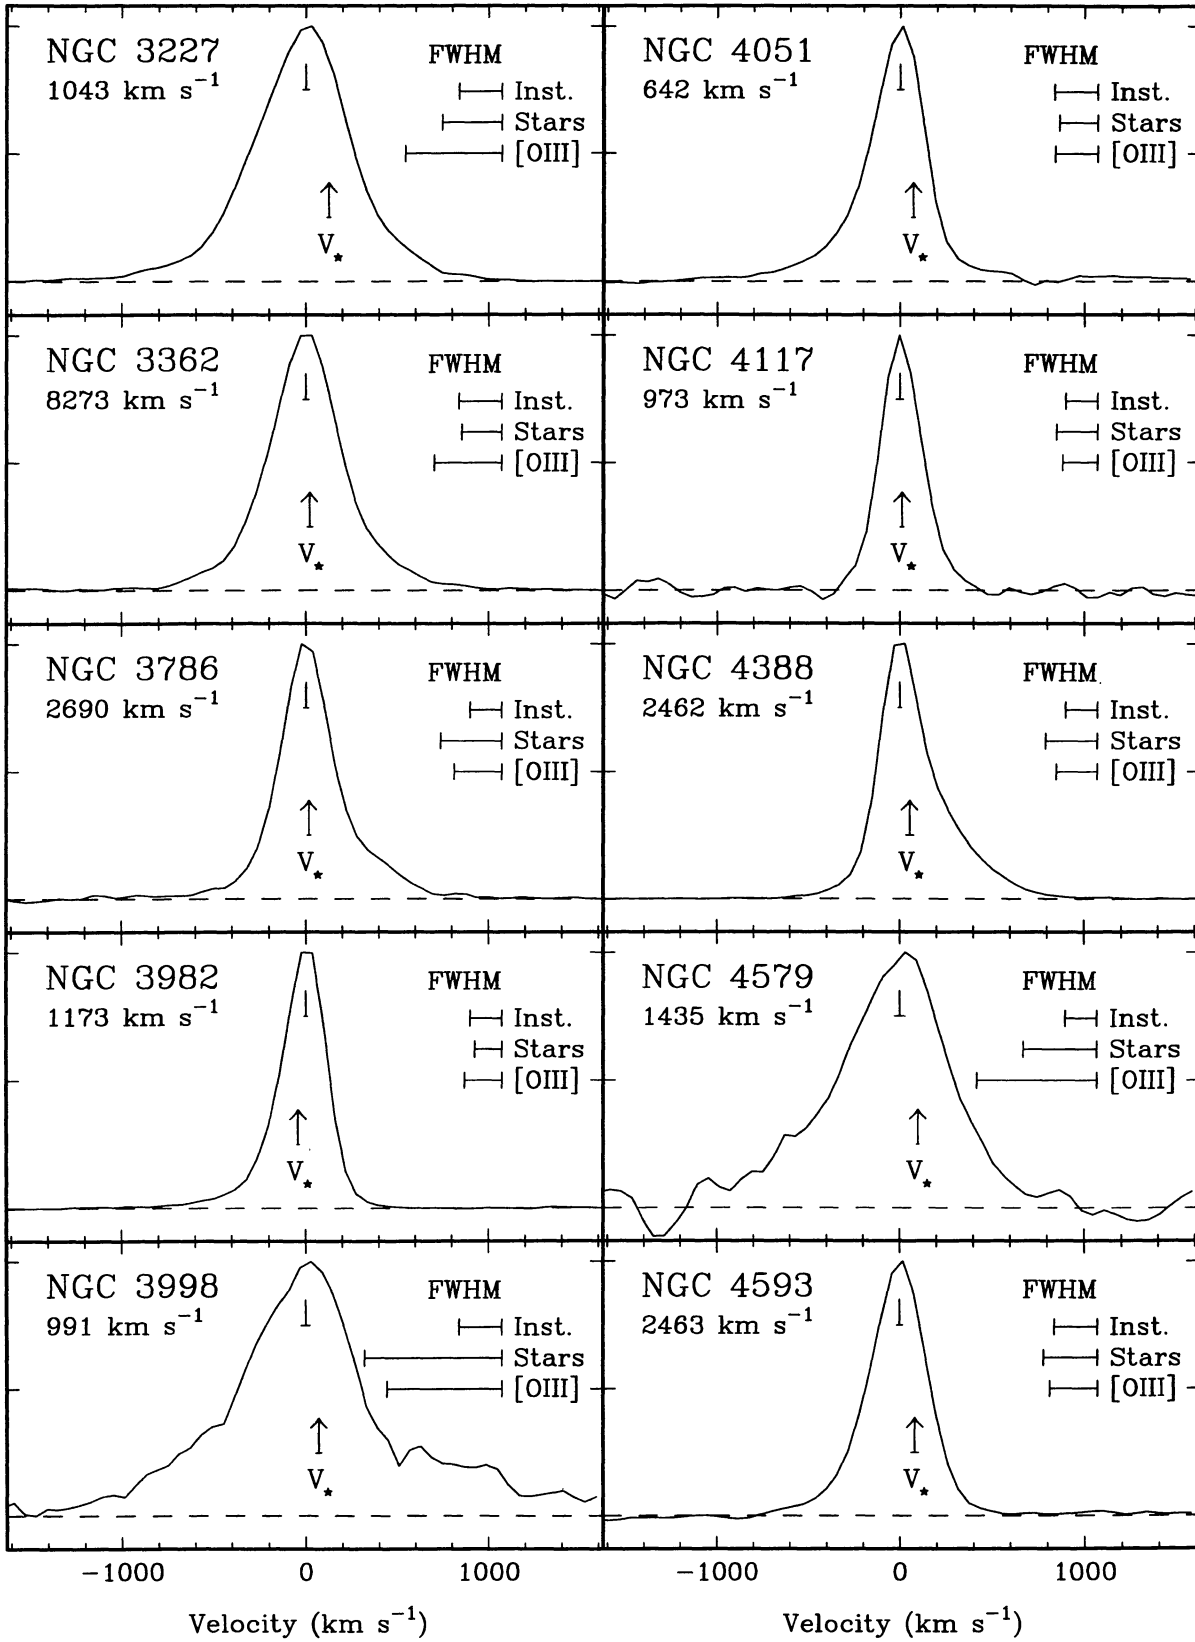 NGC 3227
1043 km s⁻¹
FWHM
Inst.
Stars
[OIII]
V⋆
NGC 4051
642 km s⁻¹
FWHM
Inst.
Stars
[OIII]
V⋆
NGC 3362
8273 km s⁻¹
FWHM
Inst.
Stars
[OIII]
V⋆
NGC 4117
973 km s⁻¹
FWHM
Inst.
Stars
[OIII]
V⋆
NGC 3786
2690 km s⁻¹
FWHM
Inst.
Stars
[OIII]
V⋆
NGC 4388
2462 km s⁻¹
FWHM
Inst.
Stars
[OIII]
V⋆
NGC 3982
1173 km s⁻¹
FWHM
Inst.
Stars
[OIII]
V⋆
NGC 4579
1435 km s⁻¹
FWHM
Inst.
Stars
[OIII]
V⋆
NGC 3998
991 km s⁻¹
FWHM
Inst.
Stars
[OIII]
V⋆
NGC 4593
2463 km s⁻¹
FWHM
Inst.
Stars
[OIII]
V⋆
−1000 0 1000
−1000 0 1000
Velocity (km s⁻¹)
Velocity (km s⁻¹)